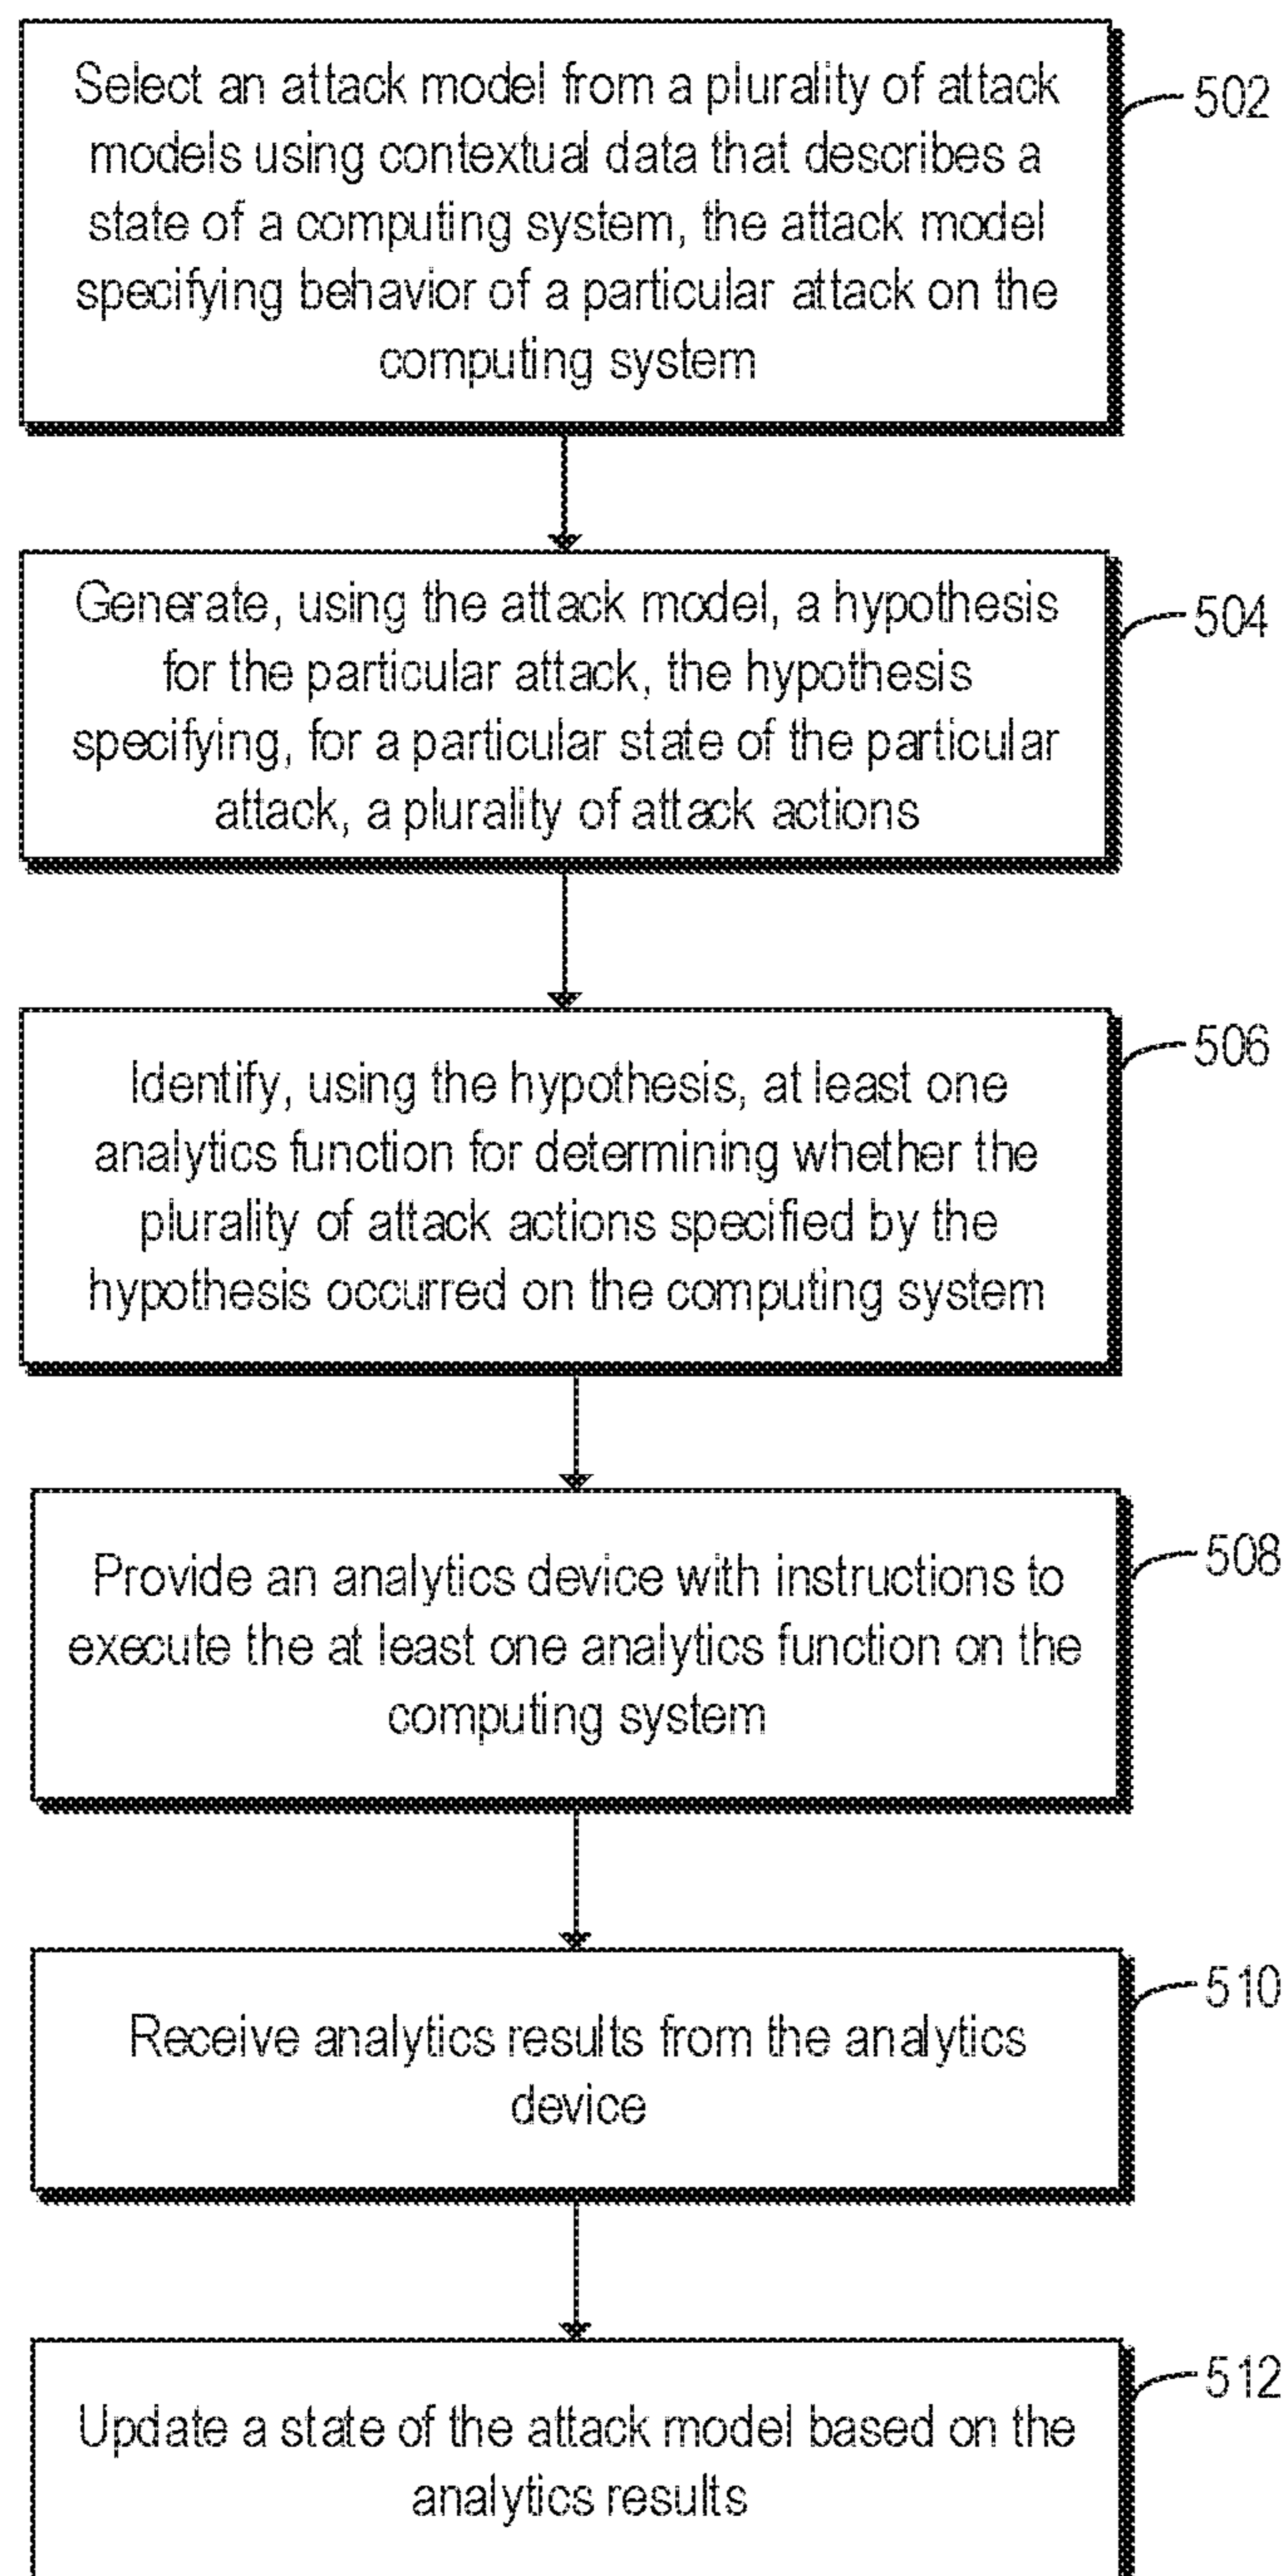 Select an attack model from a plurality of attack
models using contextual data that describes a
state of a computing system, the attack model
specifying behavior of a particular attack on the
computing system
502
Generate, using the attack model, a hypothesis
for the particular attack, the hypothesis
specifying, for a particular state of the particular
attack, a plurality of attack actions
504
Identify, using the hypothesis, at least one
analytics function for determining whether the
plurality of attack actions specified by the
hypothesis occurred on the computing system
506
Provide an analytics device with instructions to
execute the at least one analytics function on the
computing system
508
Receive analytics results from the analytics
device
510
Update a state of the attack model based on the
analytics results
512